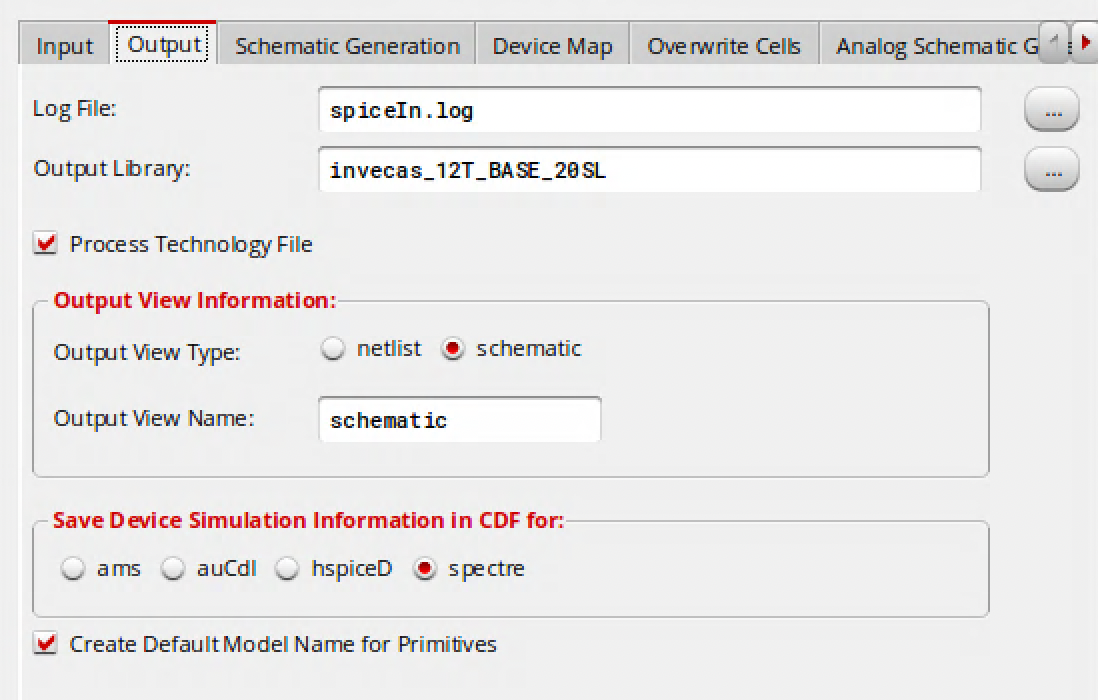 Input Output Schematic Generation Device Map Overwrite Cells Analog Schematic G
Log File: spiceIn.log ...
Output Library: invecas_12T_BASE_20SL ...
Process Technology File
Output View Information:
Output View Type: netlist schematic
Output View Name: schematic
Save Device Simulation Information in CDF for:
ams auCdl hspiceD spectre
Create Default Model Name for Primitives